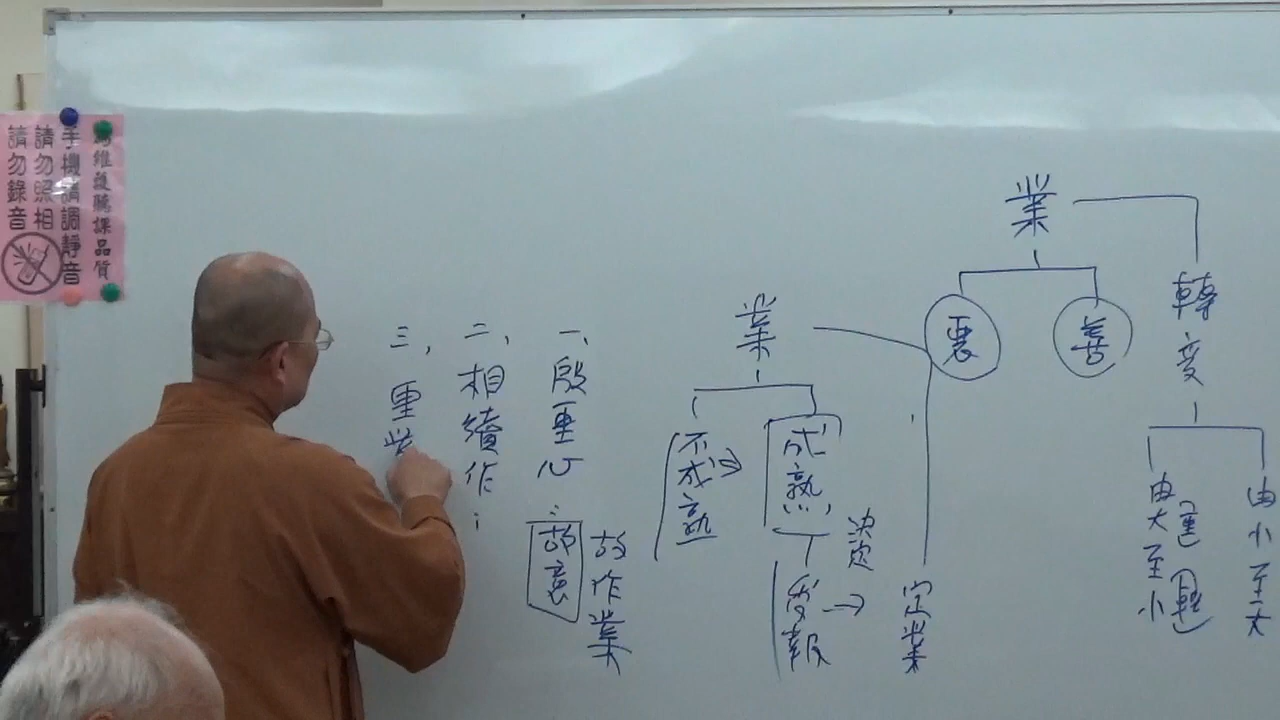 業
善
惡
轉變
由小至大
由大至小
重
輕
業
成熟
不成熟
受報
決定
定業
一、殷重心：故意
故作業
二、相續作：
三、重業
為維護聽課品質
手機請調靜音
請勿照相
請勿錄音